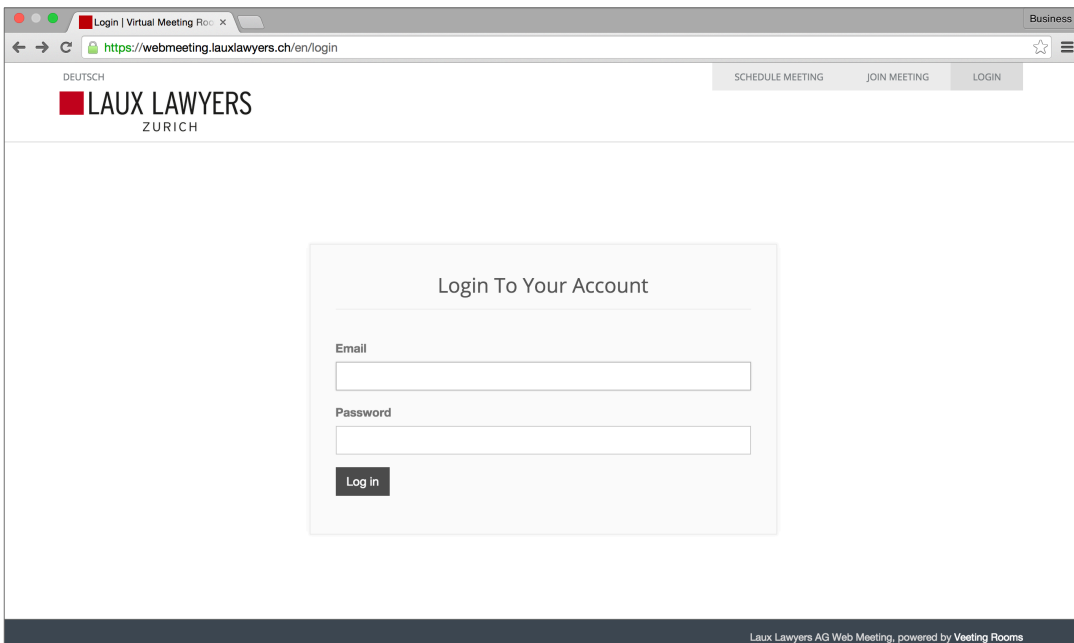 Login | Virtual Meeting Roo
Business
https://webmeeting.lauxlawyers.ch/en/login
DEUTSCH
SCHEDULE MEETING JOIN MEETING LOGIN
LAUX LAWYERS
ZURICH
Login To Your Account
Email
Password
Log in
Laux Lawyers AG Web Meeting, powered by Veeting Rooms